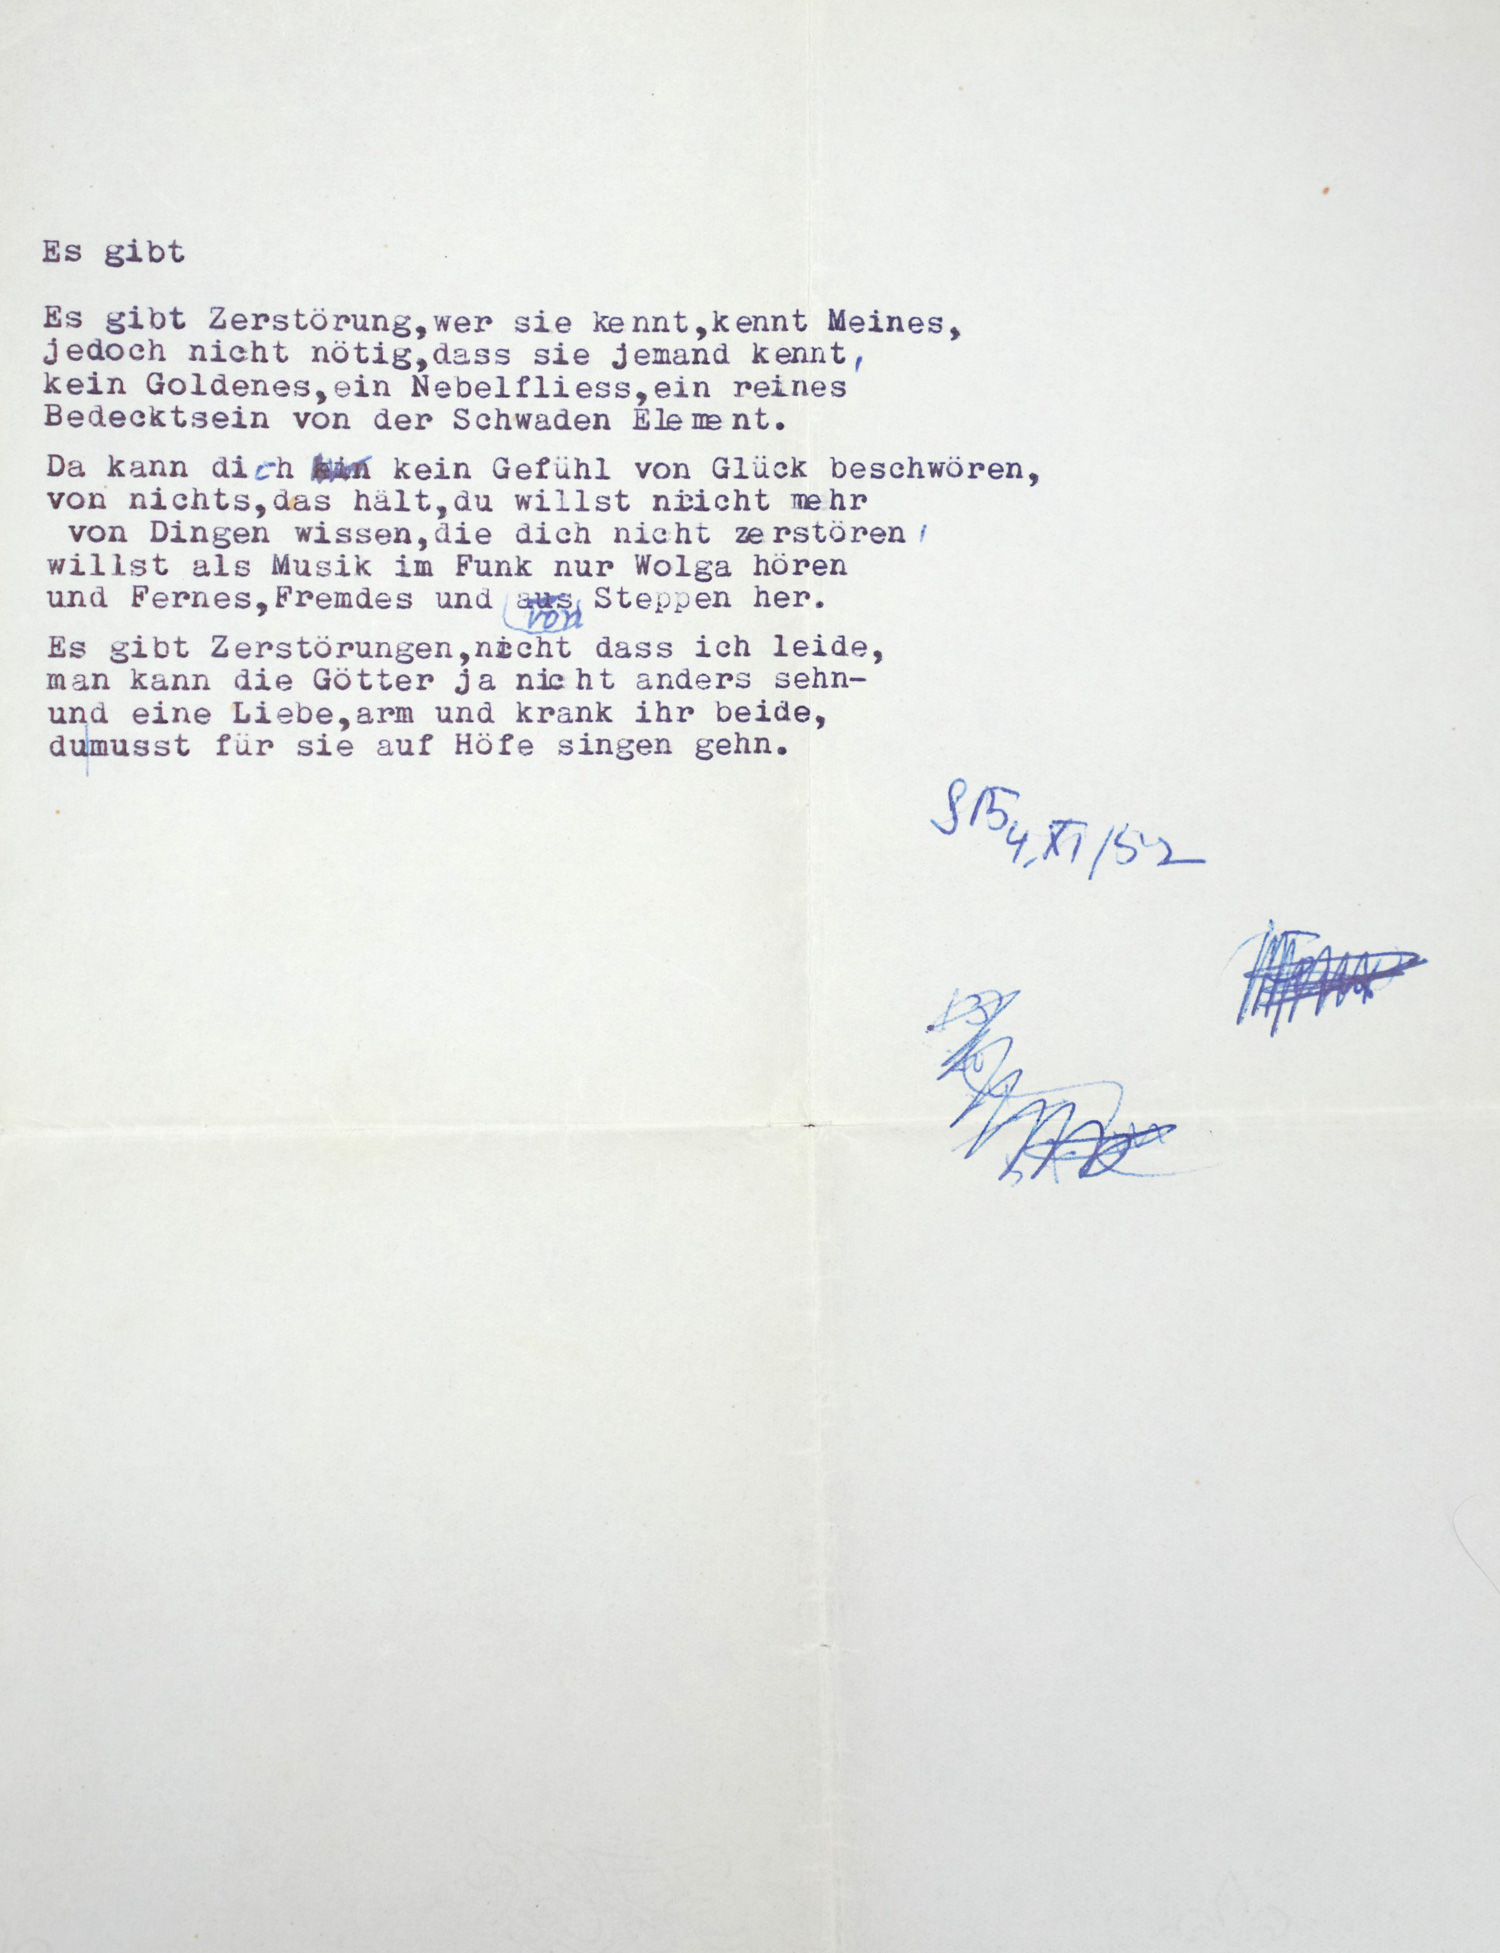 Es gibt
Es gibt Zerstörung,wer sie kennt,kennt Meines,
jedoch nicht nötig,dass sie jemand kennt,
kein Goldenes,ein Nebelfliess,ein reines
Bedecktsein von der Schwaden Element.
Da kann dich kein Gefühl von Glück beschwören,
von nichts,das hält,du willst nicht mehr
von Dingen wissen,die dich nicht zerstören,
willst als Musik im Funk nur Wolga hören
und Fernes,Fremdes und aus Steppen her.
von
Es gibt Zerstörungen,nicht dass ich leide,
man kann die Götter ja nicht anders sehn-
und eine Liebe,arm und krank ihr beide,
du musst für sie auf Höfe singen gehn.
4.XI/52